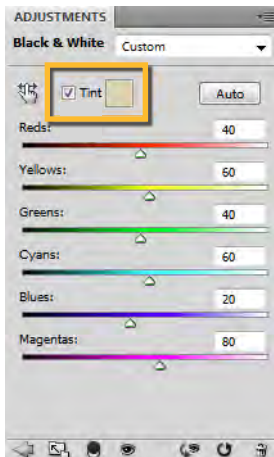 ADJUSTMENTS
Black & White Custom
Tint Auto
Reds: 40
Yellows: 60
Greens: 40
Cyans: 60
Blues: 20
Magentas: 80